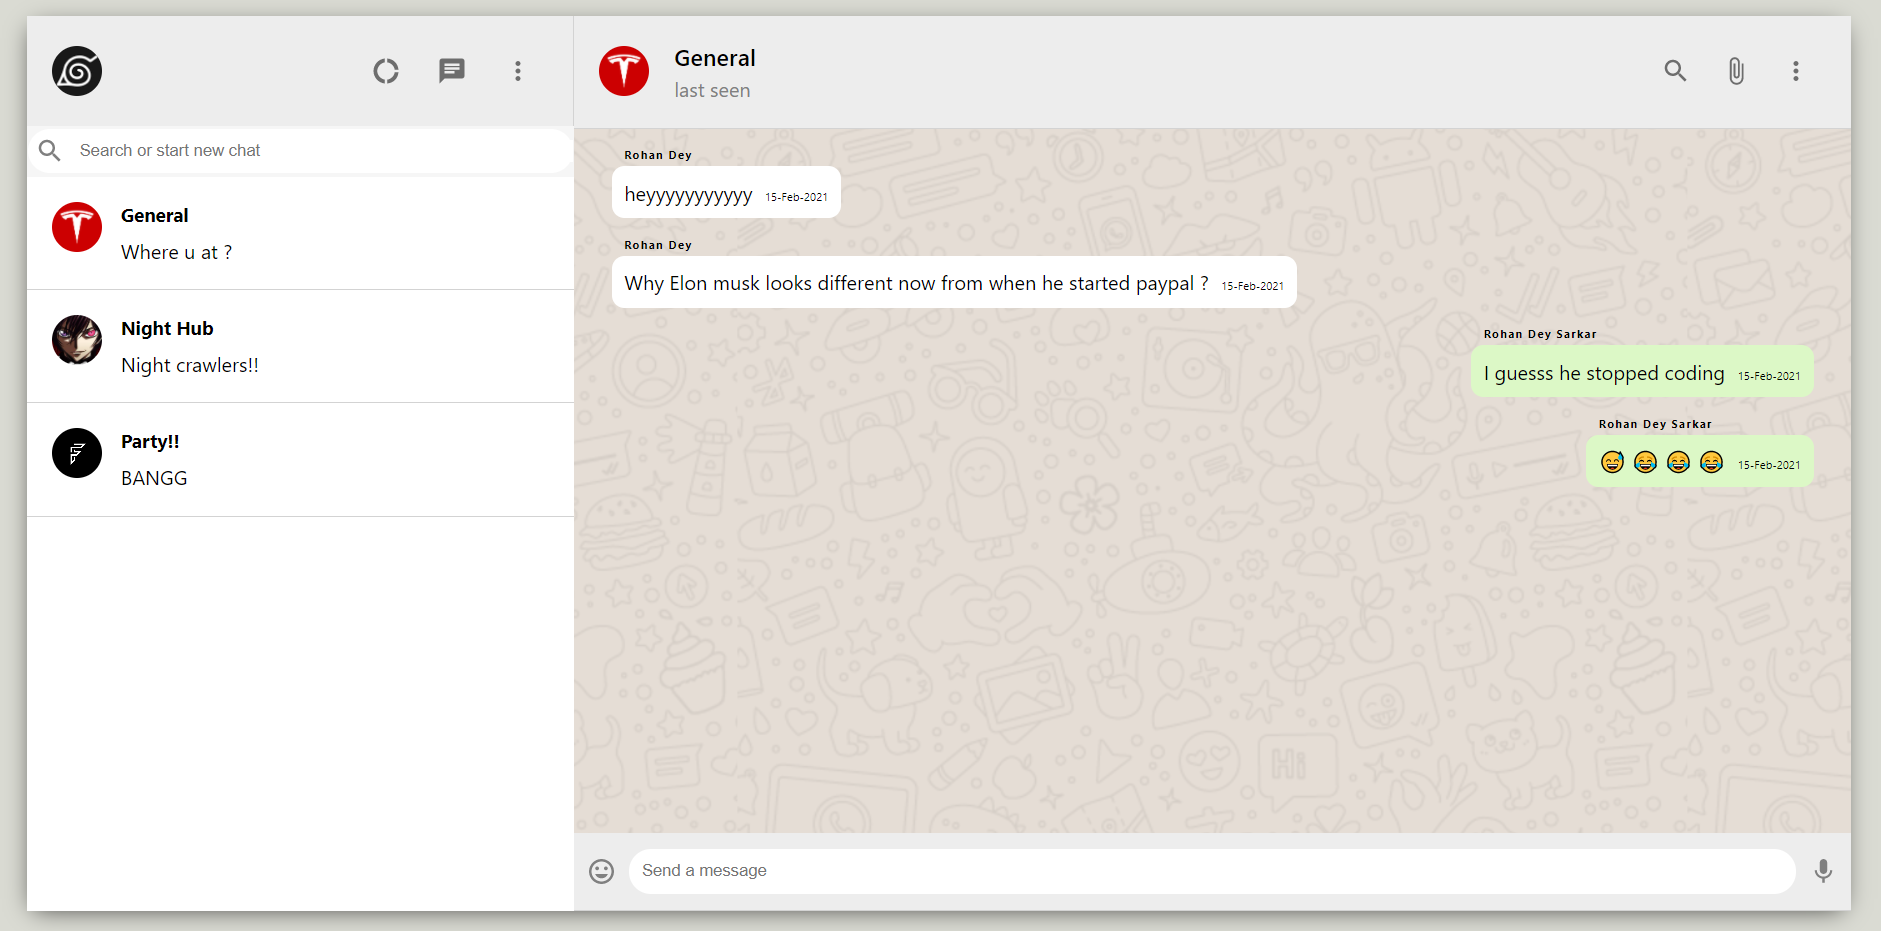 General
last seen
Search or start new chat
General
Where u at ?
Night Hub
Night crawlers!!
Party!!
BANGG
Rohan Dey
heyyyyyyyyyyy 15-Feb-2021
Rohan Dey
Why Elon musk looks different now from when he started paypal ? 15-Feb-2021
Rohan Dey Sarkar
I guesss he stopped coding 15-Feb-2021
Rohan Dey Sarkar
😅 😂 😂 😂 15-Feb-2021
Hi
Send a message